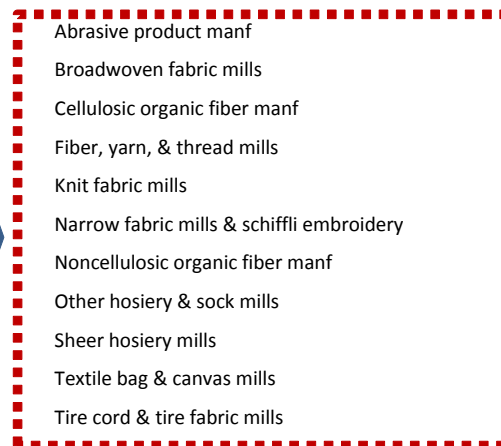 Abrasive product manf
Broadwoven fabric mills
Cellulosic organic fiber manf
Fiber, yarn, & thread mills
Knit fabric mills
Narrow fabric mills & schiffli embroidery
Noncellulosic organic fiber manf
Other hosiery & sock mills
Sheer hosiery mills
Textile bag & canvas mills
Tire cord & tire fabric mills